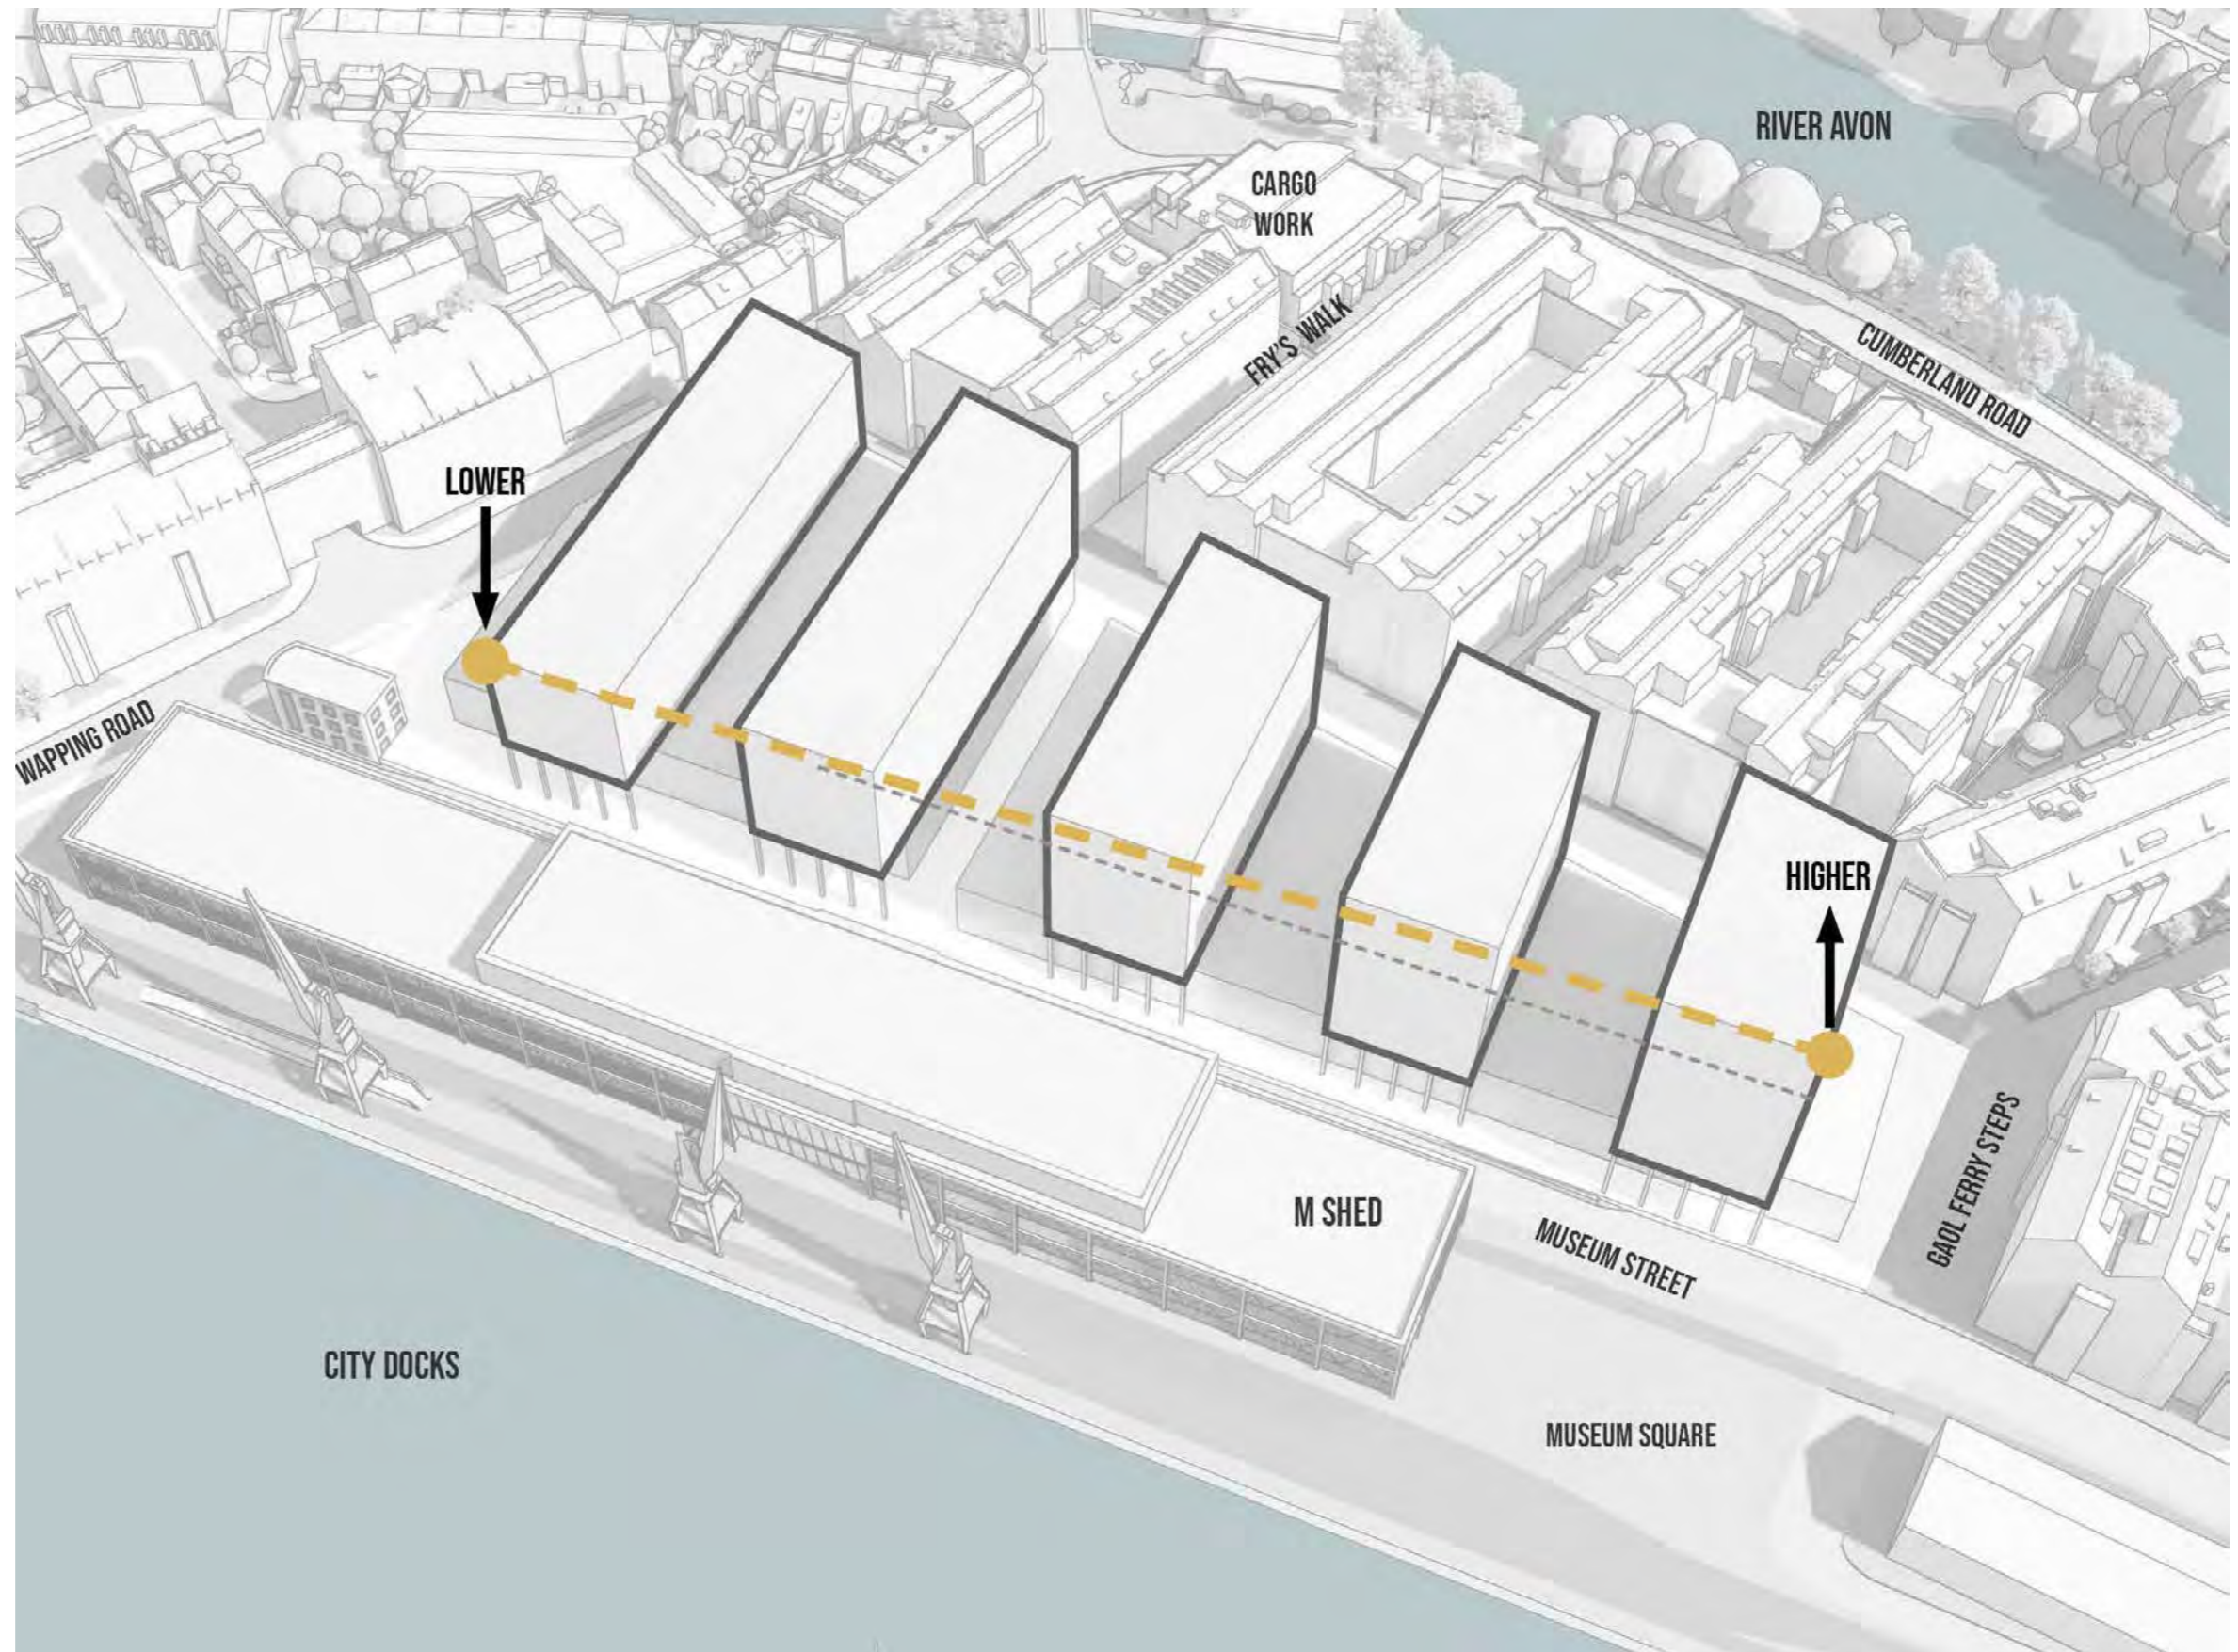 RIVER AVON
CARGO
WORK
FRY'S WALK
CUMBERLAND ROAD
LOWER
WAPPING ROAD
HIGHER
GAOL FERRY STEPS
M SHED
MUSEUM STREET
CITY DOCKS
MUSEUM SQUARE